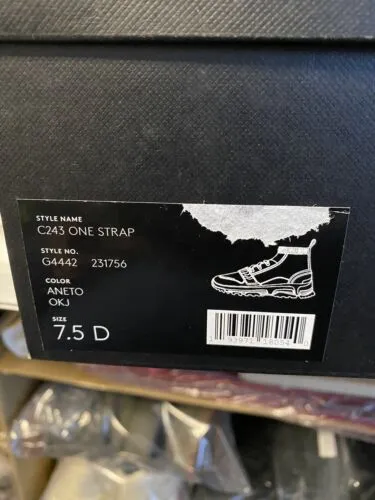 STYLE NAME
C243 ONE STRAP
STYLE NO.
G4442 231756
COLOR
ANETO
OKJ
SIZE
7.5 D